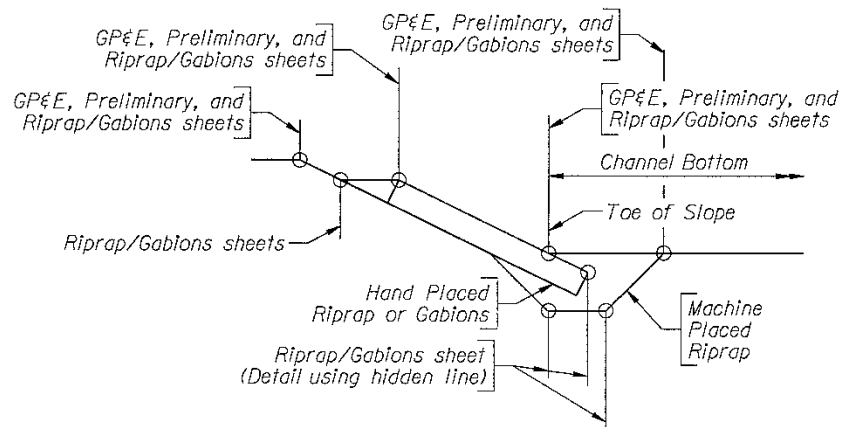 GP&E, Preliminary, and
Riprap/Gabions sheets
GP&E, Preliminary, and
Riprap/Gabions sheets
GP&E, Preliminary, and
Riprap/Gabions sheets
GP&E, Preliminary, and
Riprap/Gabions sheets
Channel Bottom
Toe of Slope
Riprap/Gabions sheets
Hand Placed
Riprap or Gabions
Machine
Placed
Riprap
Riprap/Gabions sheet
(Detail using hidden line)